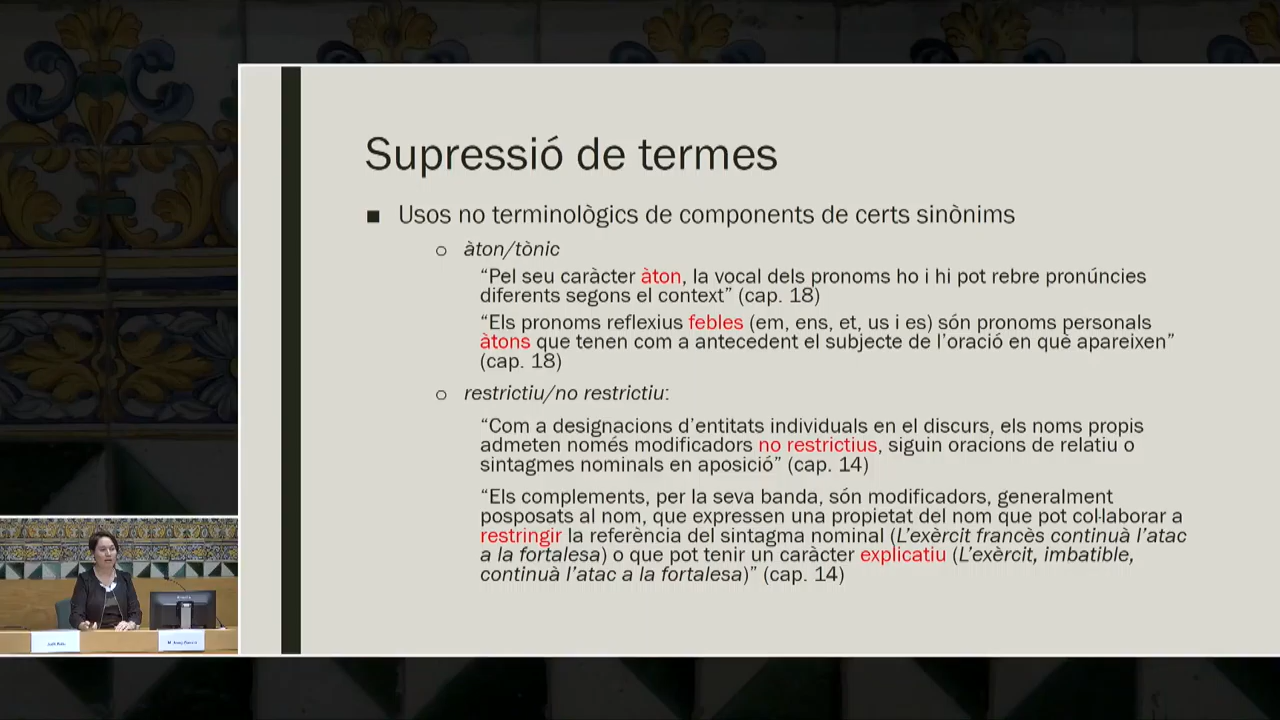 Supressió de termes
■ Usos no terminològics de components de certs sinònims
o àton/tònic
“Pel seu caràcter àton, la vocal dels pronoms ho i hi pot rebre pronúncies
diferents segons el context” (cap. 18)
“Els pronoms reflexius febles (em, ens, et, us i es) són pronoms personals
àtons que tenen com a antecedent el subjecte de l’oració en què apareixen”
(cap. 18)
o restrictiu/no restrictiu:
“Com a designacions d’entitats individuals en el discurs, els noms propis
admeten només modificadors no restrictius, siguin oracions de relatiu o
sintagmes nominals en aposició” (cap. 14)
“Els complements, per la seva banda, són modificadors, generalment
posposats al nom, que expressen una propietat del nom que pot col·laborar a
restringir la referència del sintagma nominal (L’exèrcit francès continuà l’atac
a la fortalesa) o que pot tenir un caràcter explicatiu (L’exèrcit, imbatible,
continuà l’atac a la fortalesa)” (cap. 14)